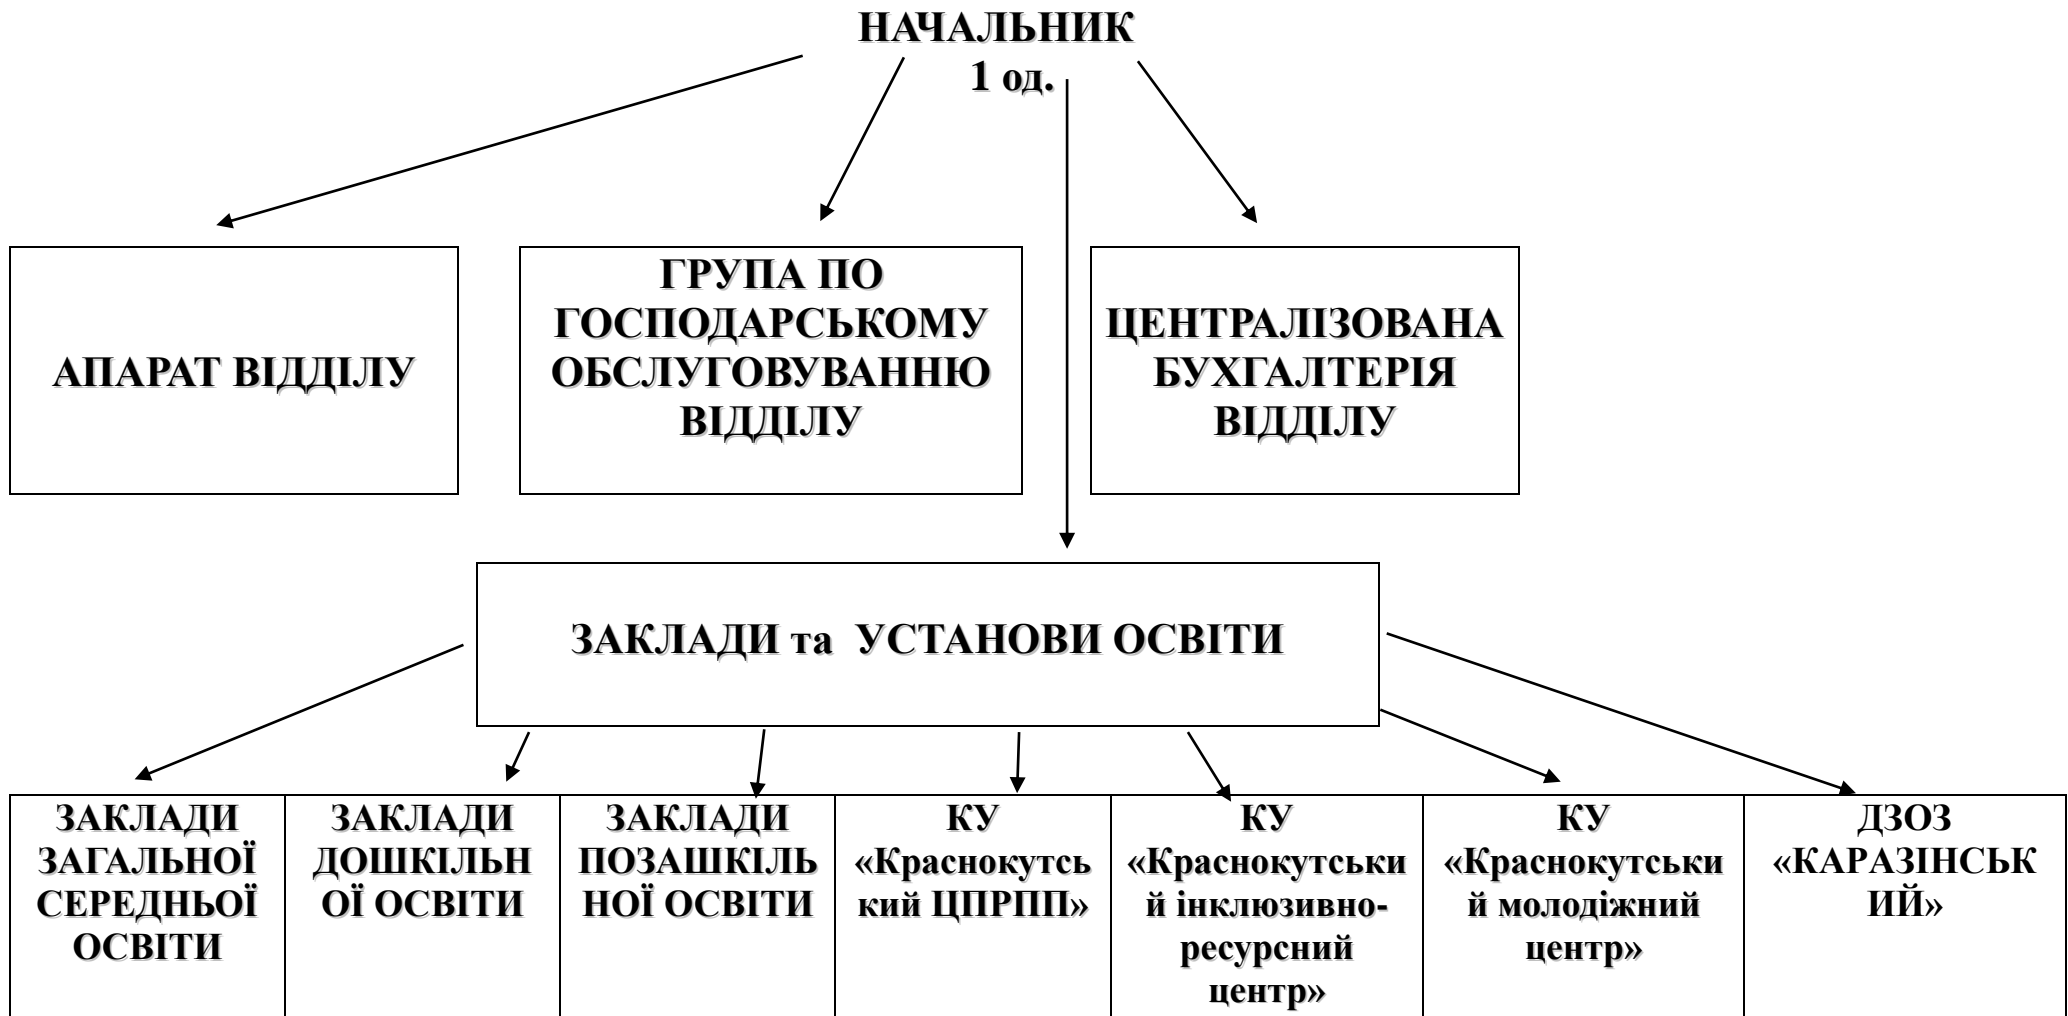 НАЧАЛЬНИК
1 од.
АПАРАТ ВІДДІЛУ
ГРУПА ПО
ГОСПОДАРСЬКОМУ
ОБСЛУГОВУВАННЮ
ВІДДІЛУ
ЦЕНТРАЛІЗОВАНА
БУХГАЛТЕРІЯ
ВІДДІЛУ
ЗАКЛАДИ та УСТАНОВИ ОСВІТИ
ЗАКЛАДИ
ЗАГАЛЬНОЇ
СЕРЕДНЬОЇ
ОСВІТИ
ЗАКЛАДИ
ДОШКІЛЬН
ОЇ ОСВІТИ
ЗАКЛАДИ
ПОЗАШКІЛЬ
НОЇ ОСВІТИ
КУ
«Краснокутсь
кий ЦПРПП»
КУ
«Краснокутськи
й інклюзивно-
ресурсний
центр»
КУ
«Краснокутськи
й молодіжний
центр»
ДЗОЗ
«КАРАЗІНСЬК
ИЙ»